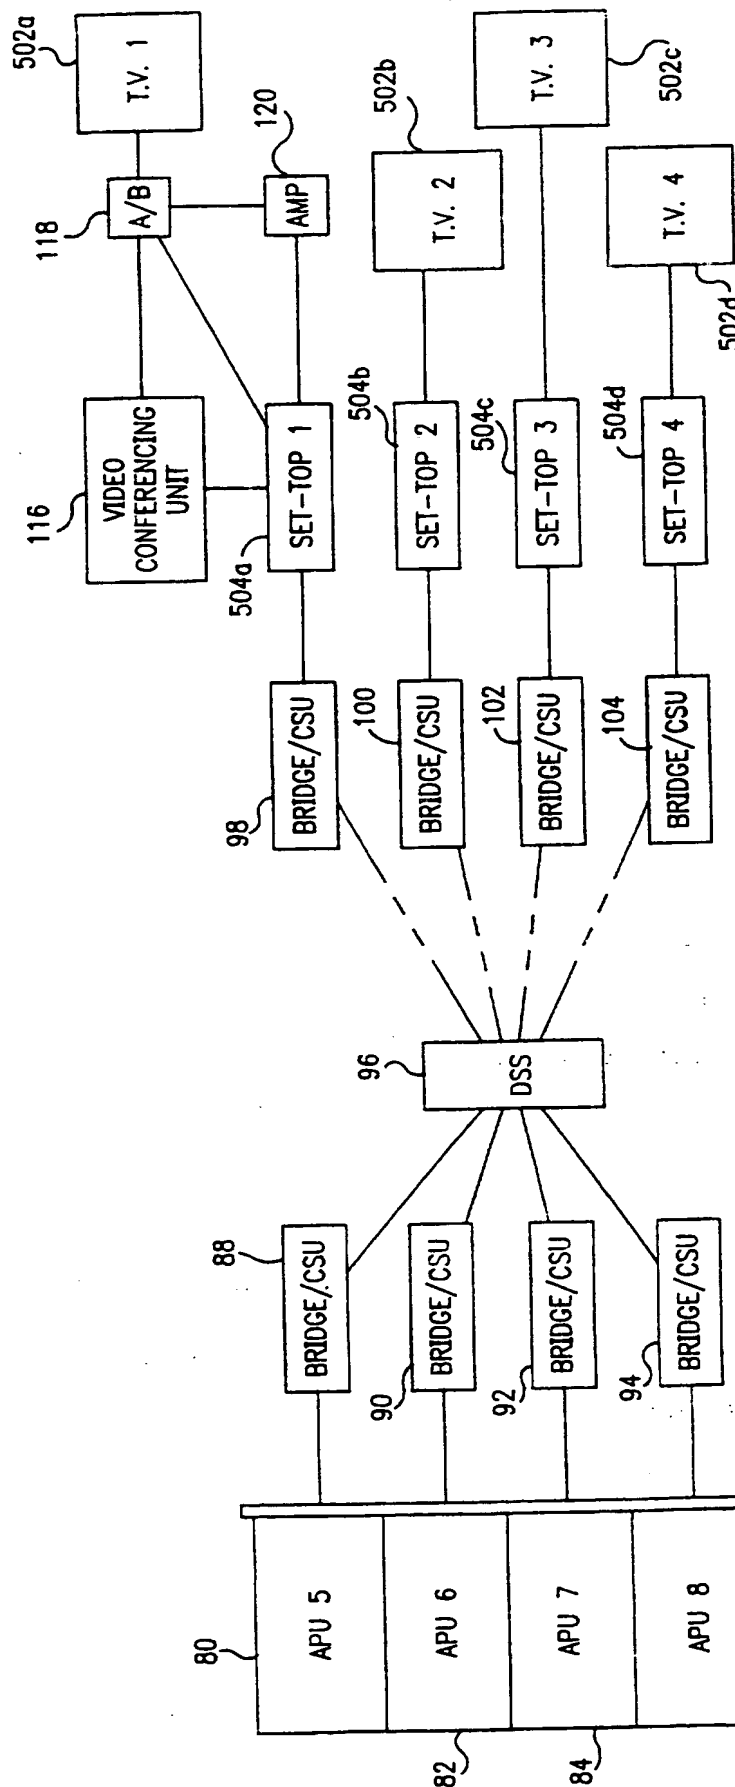 502a
T.V. 1
118
A/B
120
AMP
116
VIDEO
CONFERENCING
UNIT
504a
SET-TOP 1
98
BRIDGE/CSU
502b
T.V. 2
504b
SET-TOP 2
100
BRIDGE/CSU
T.V. 3
502c
504c
SET-TOP 3
102
BRIDGE/CSU
T.V. 4
502d
504d
SET-TOP 4
104
BRIDGE/CSU
96
DSS
88
BRIDGE/CSU
90
BRIDGE/CSU
92
BRIDGE/CSU
94
BRIDGE/CSU
80
APU 5
APU 6
82
APU 7
84
APU 8